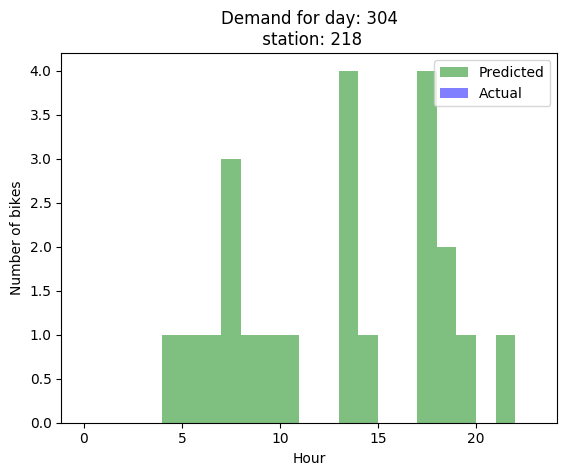 Demand for day: 304
station: 218
Predicted
Actual
4.0
3.5
3.0
2.5
2.0
1.5
1.0
0.5
0.0
Number of bikes
0 5 10 15 20
Hour